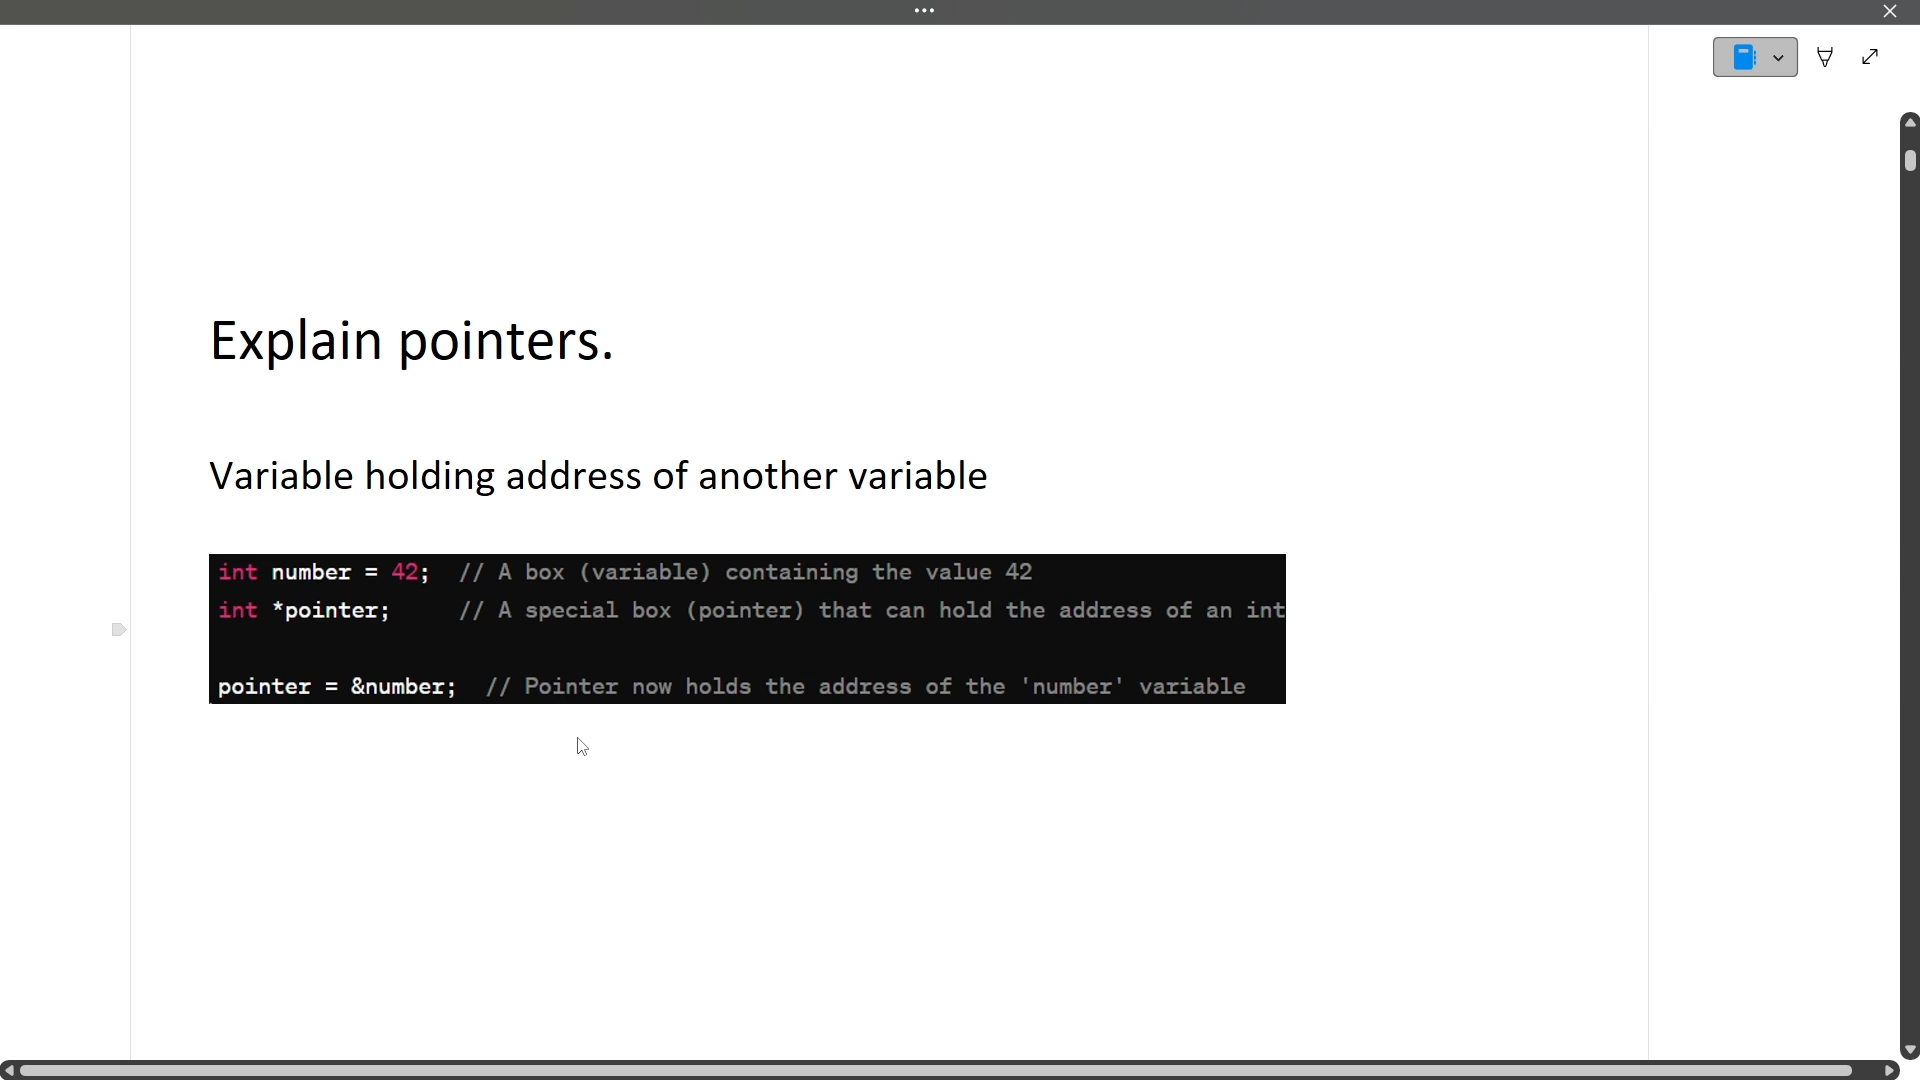 Explain pointers.
Variable holding address of another variable
int number = 42;  // A box (variable) containing the value 42
int *pointer;     // A special box (pointer) that can hold the address of an int
pointer = &number;  // Pointer now holds the address of the 'number' variable